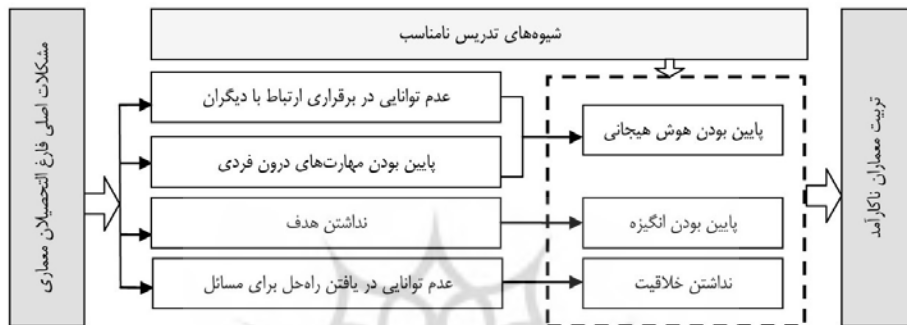 مشکلات اصلی فارغ التحصیلان معماری
شیوه‌های تدریس نامناسب
عدم توانایی در برقراری ارتباط با دیگران
پایین بودن مهارت‌های درون فردی
پایین بودن هوش هیجانی
نداشتن هدف
پایین بودن انگیزه
عدم توانایی در یافتن راه‌حل برای مسائل
نداشتن خلاقیت
تربیت معماران ناکارآمد